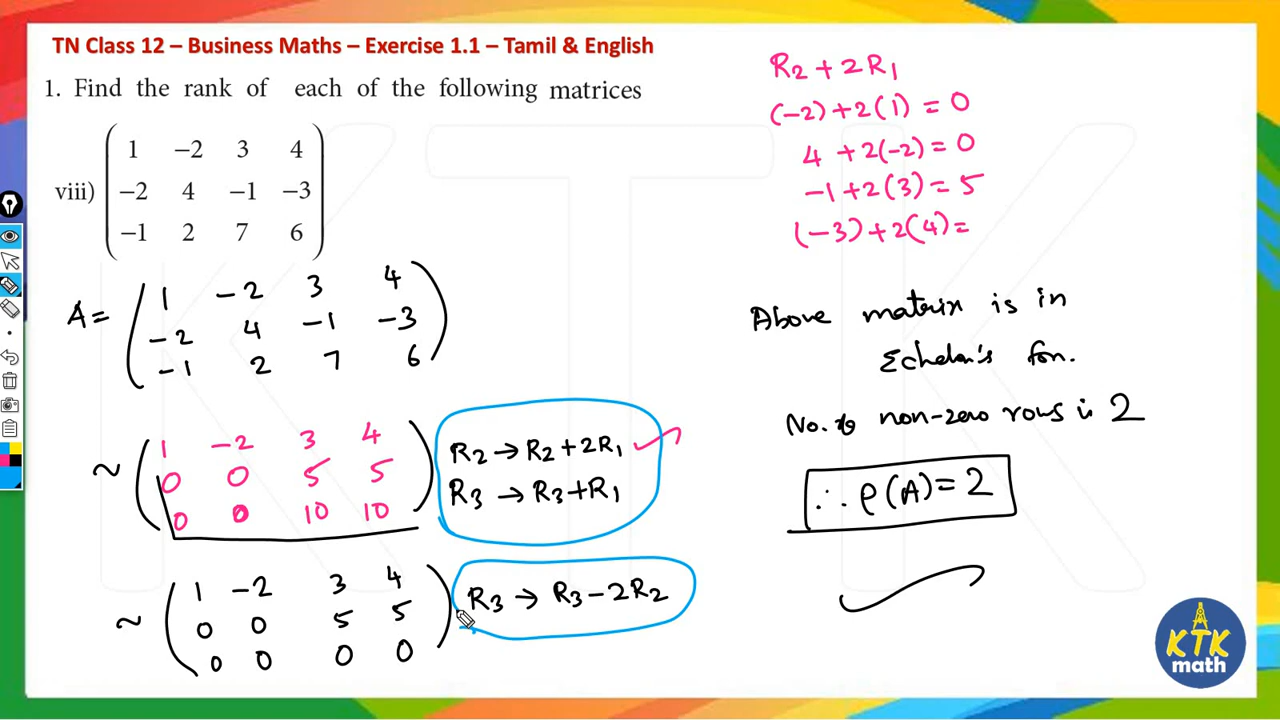 TN Class 12 – Business Maths – Exercise 1.1 – Tamil & English
1. Find the rank of each of the following matrices
viii)
1 −2 3 4
−2 4 −1 −3
−1 2 7 6
A =
1 −2 3 4
−2 4 −1 −3
−1 2 7 6
~
1 −2 3 4
0 0 5 5
0 0 10 10
R2 → R2 + 2R1
R3 → R3 + R1
~
1 −2 3 4
0 0 5 5
0 0 0 0
R3 → R3 − 2R2
R2 + 2R1
(−2) + 2(1) = 0
4 + 2(−2) = 0
−1 + 2(3) = 5
(−3) + 2(4) =
Above matrix is in
Echelon's
No. of non-zero rows is 2
∴ ρ(A) = 2
KTK
math